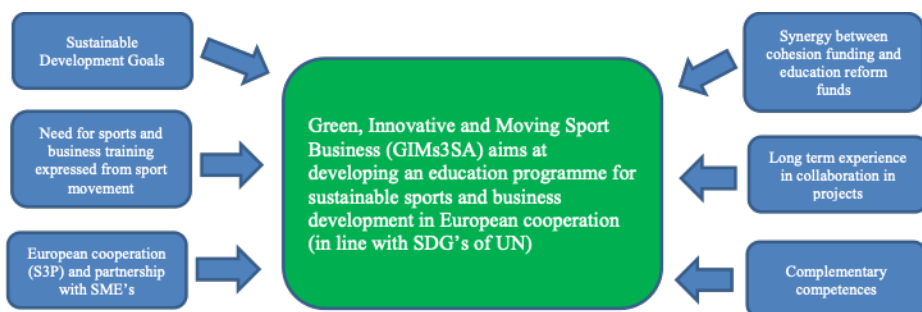 Sustainable
Development Goals
Need for sports and
business training
expressed from sport
movement
European cooperation
(S3P) and partnership
with SME's
Green, Innovative and Moving Sport
Business (GIMs3SA) aims at
developing an education programme for
sustainable sports and business
development in European cooperation
(in line with SDG's of UN)
Synergy between
cohesion funding and
education reform
funds
Long term experience
in collaboration in
projects
Complementary
competences